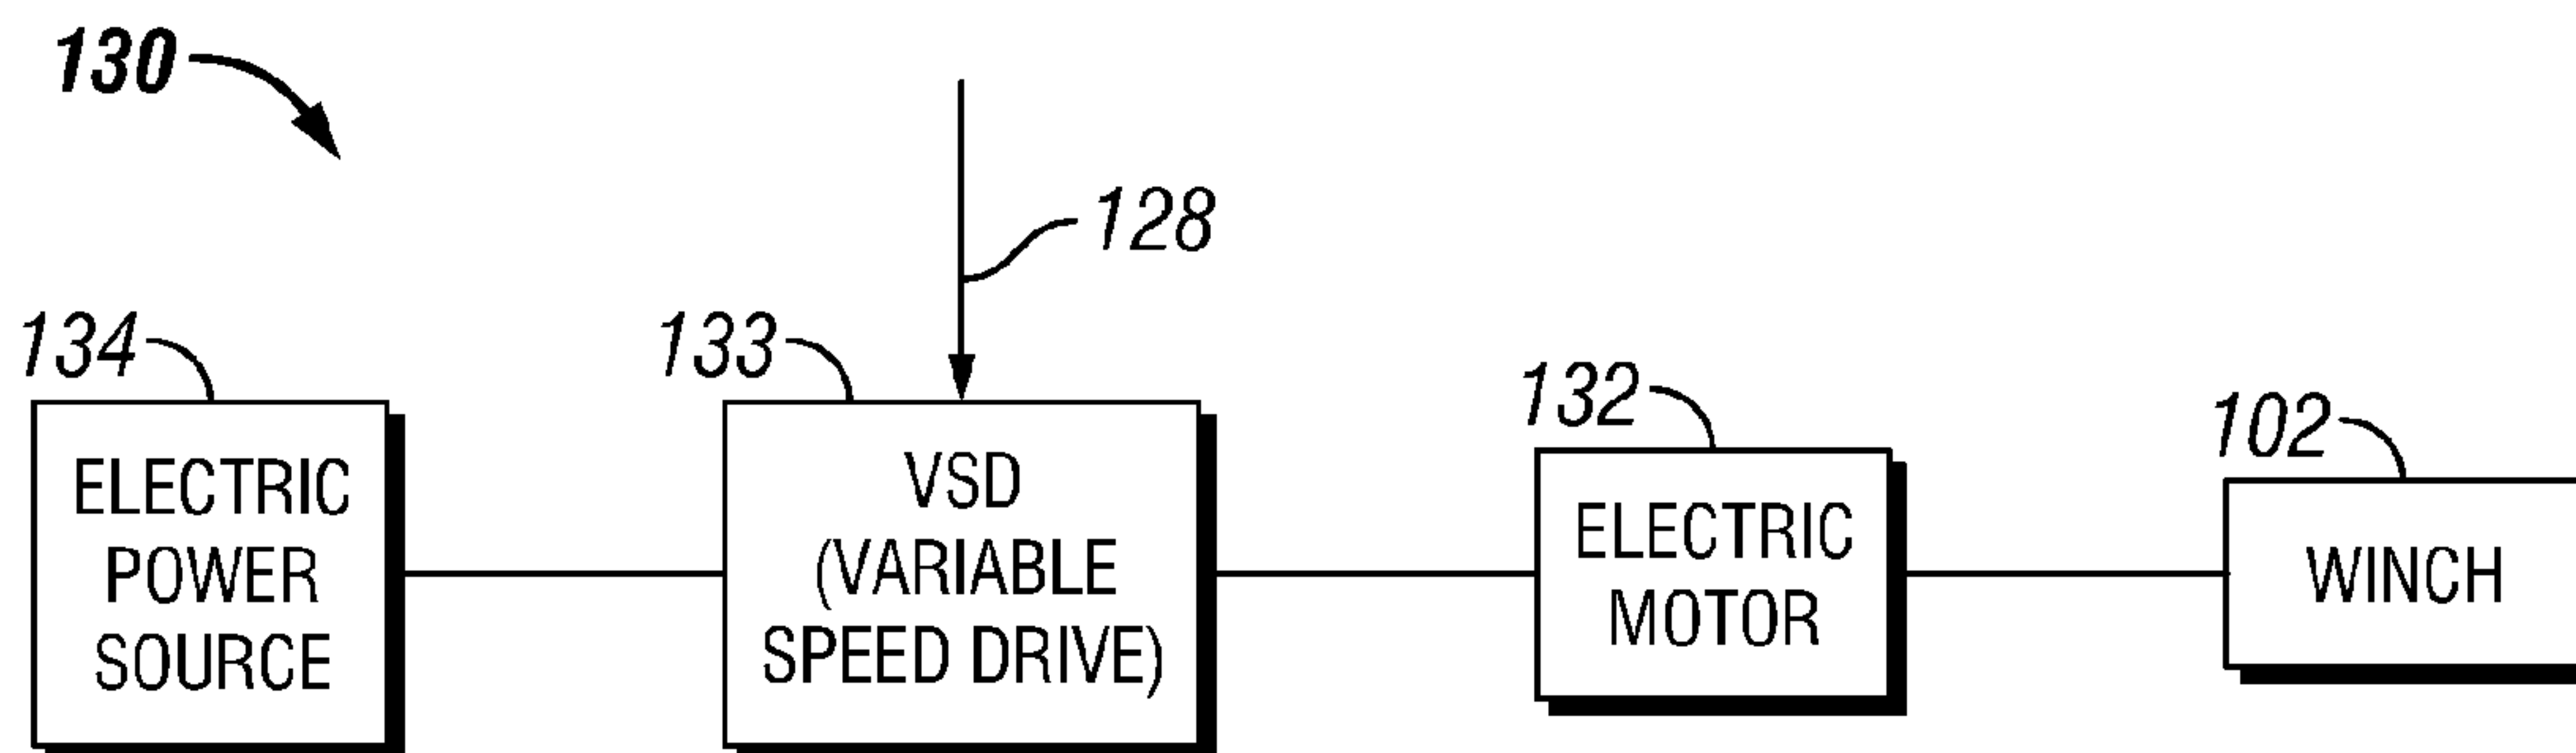 130
128
134
133
132
102
ELECTRIC
POWER
SOURCE
VSD
(VARIABLE
SPEED DRIVE)
ELECTRIC
MOTOR
WINCH